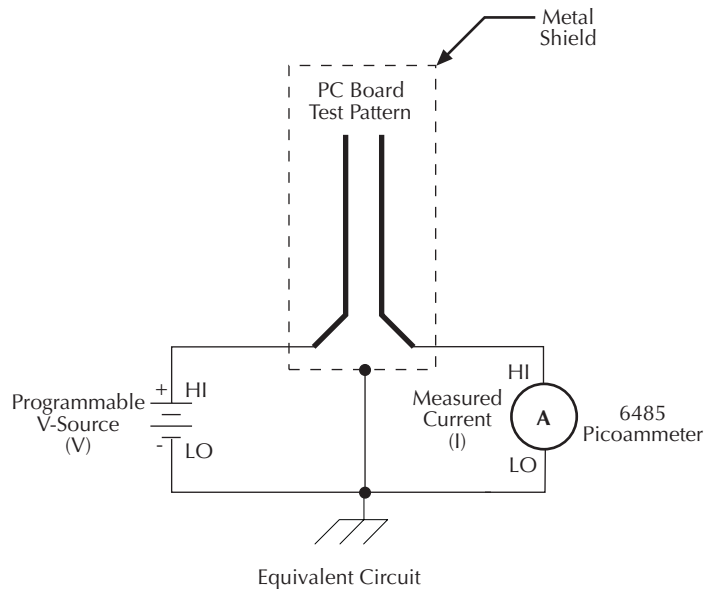 Metal
Shield
PC Board
Test Pattern
+ HI
Programmable
V-Source
(V)
- LO
HI
Measured
Current
(I)
A
6485
Picoammeter
LO
Equivalent Circuit